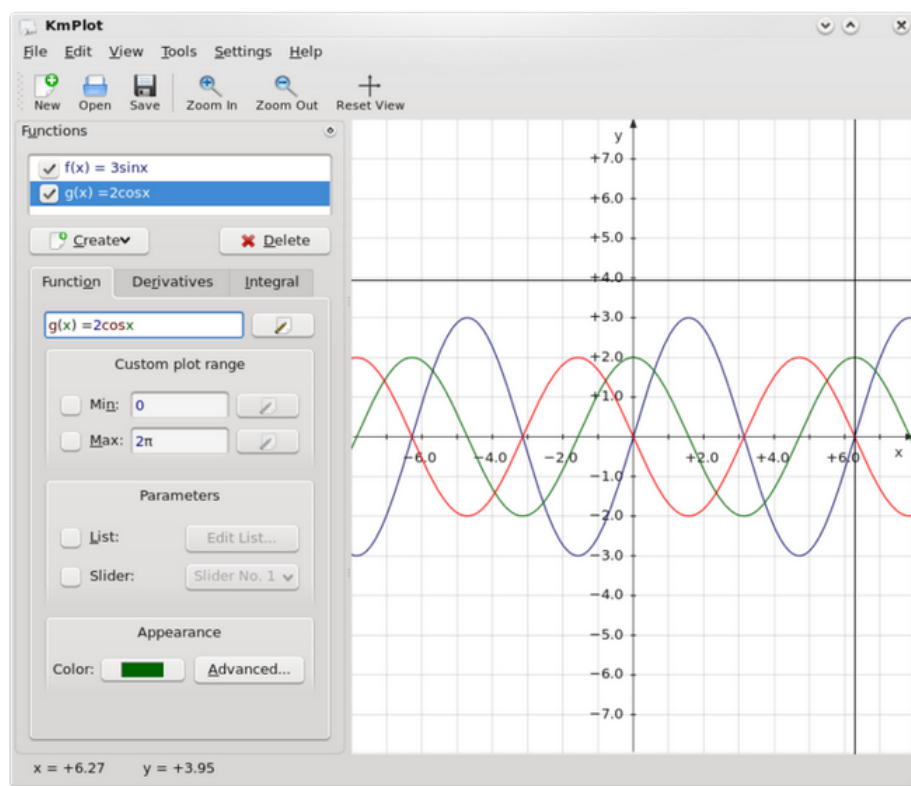 KmPlot
File Edit View Tools Settings Help
New Open Save Zoom In Zoom Out Reset View
Functions
f(x) = 3sinx
g(x) =2cosx
Create Delete
Function Derivatives Integral
g(x) =2cosx
Custom plot range
Min: 0
Max: 2π
Parameters
List: Edit List...
Slider: Slider No. 1
Appearance
Color: Advanced...
x = +6.27 y = +3.95
y
+7.0
+6.0
+5.0
+4.0
+3.0
+2.0
+1.0
−6.0 −4.0 −2.0 +2.0 +4.0 +6.0 x
−1.0
−2.0
−3.0
−4.0
−5.0
−6.0
−7.0